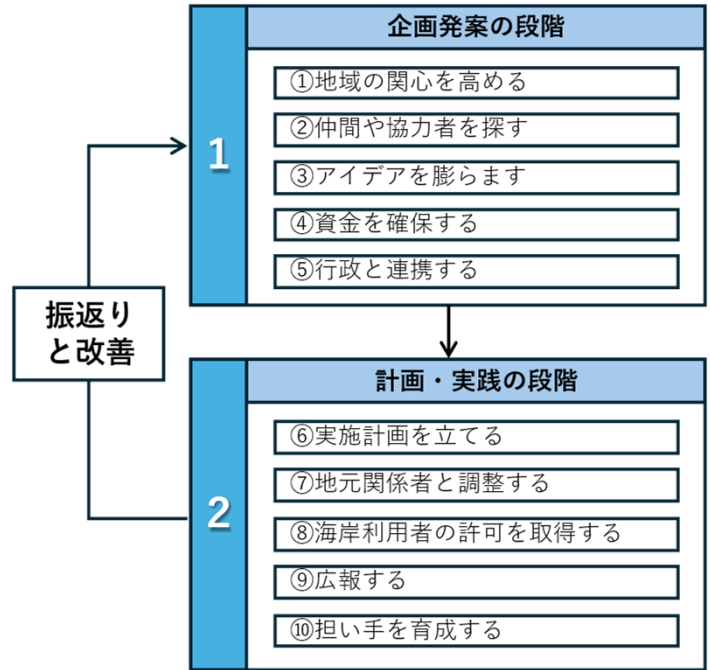 企画発案の段階
1
①地域の関心を高める
②仲間や協力者を探す
③アイデアを膨らます
④資金を確保する
⑤行政と連携する
振返り
と改善
計画・実践の段階
2
⑥実施計画を立てる
⑦地元関係者と調整する
⑧海岸利用者の許可を取得する
⑨広報する
⑩担い手を育成する